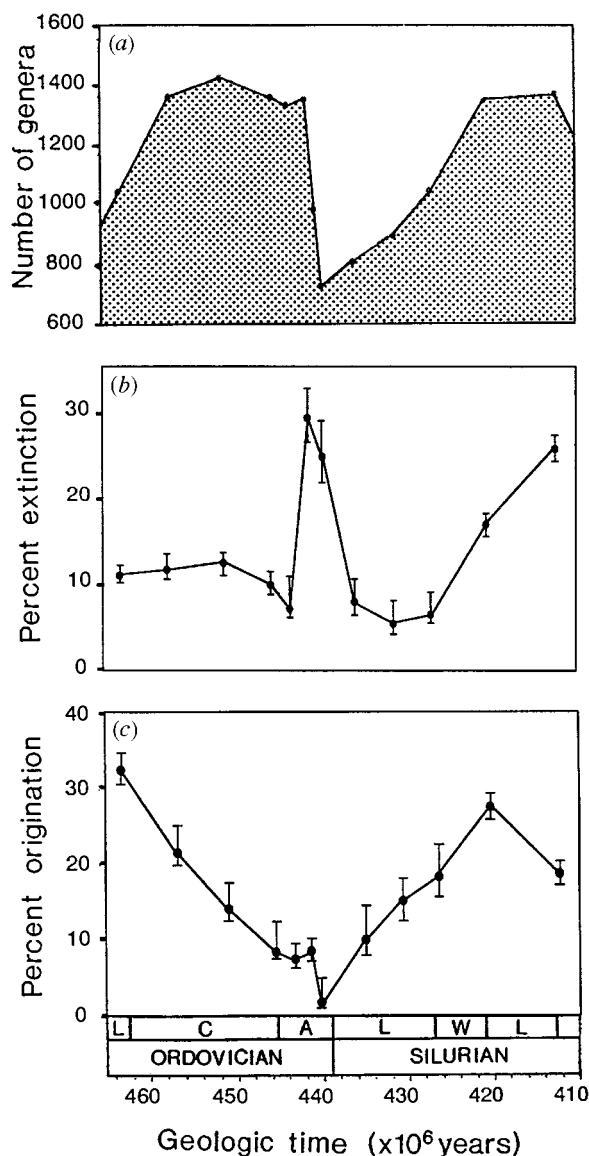 (a)
Number of genera
1600
1400
1200
1000
800
600
(b)
Percent extinction
30
20
10
0
(c)
Percent origination
40
30
20
10
0
L C A L W L
ORDOVICIAN SILURIAN
460 450 440 430 420 410
Geologic time (x10⁶ years)